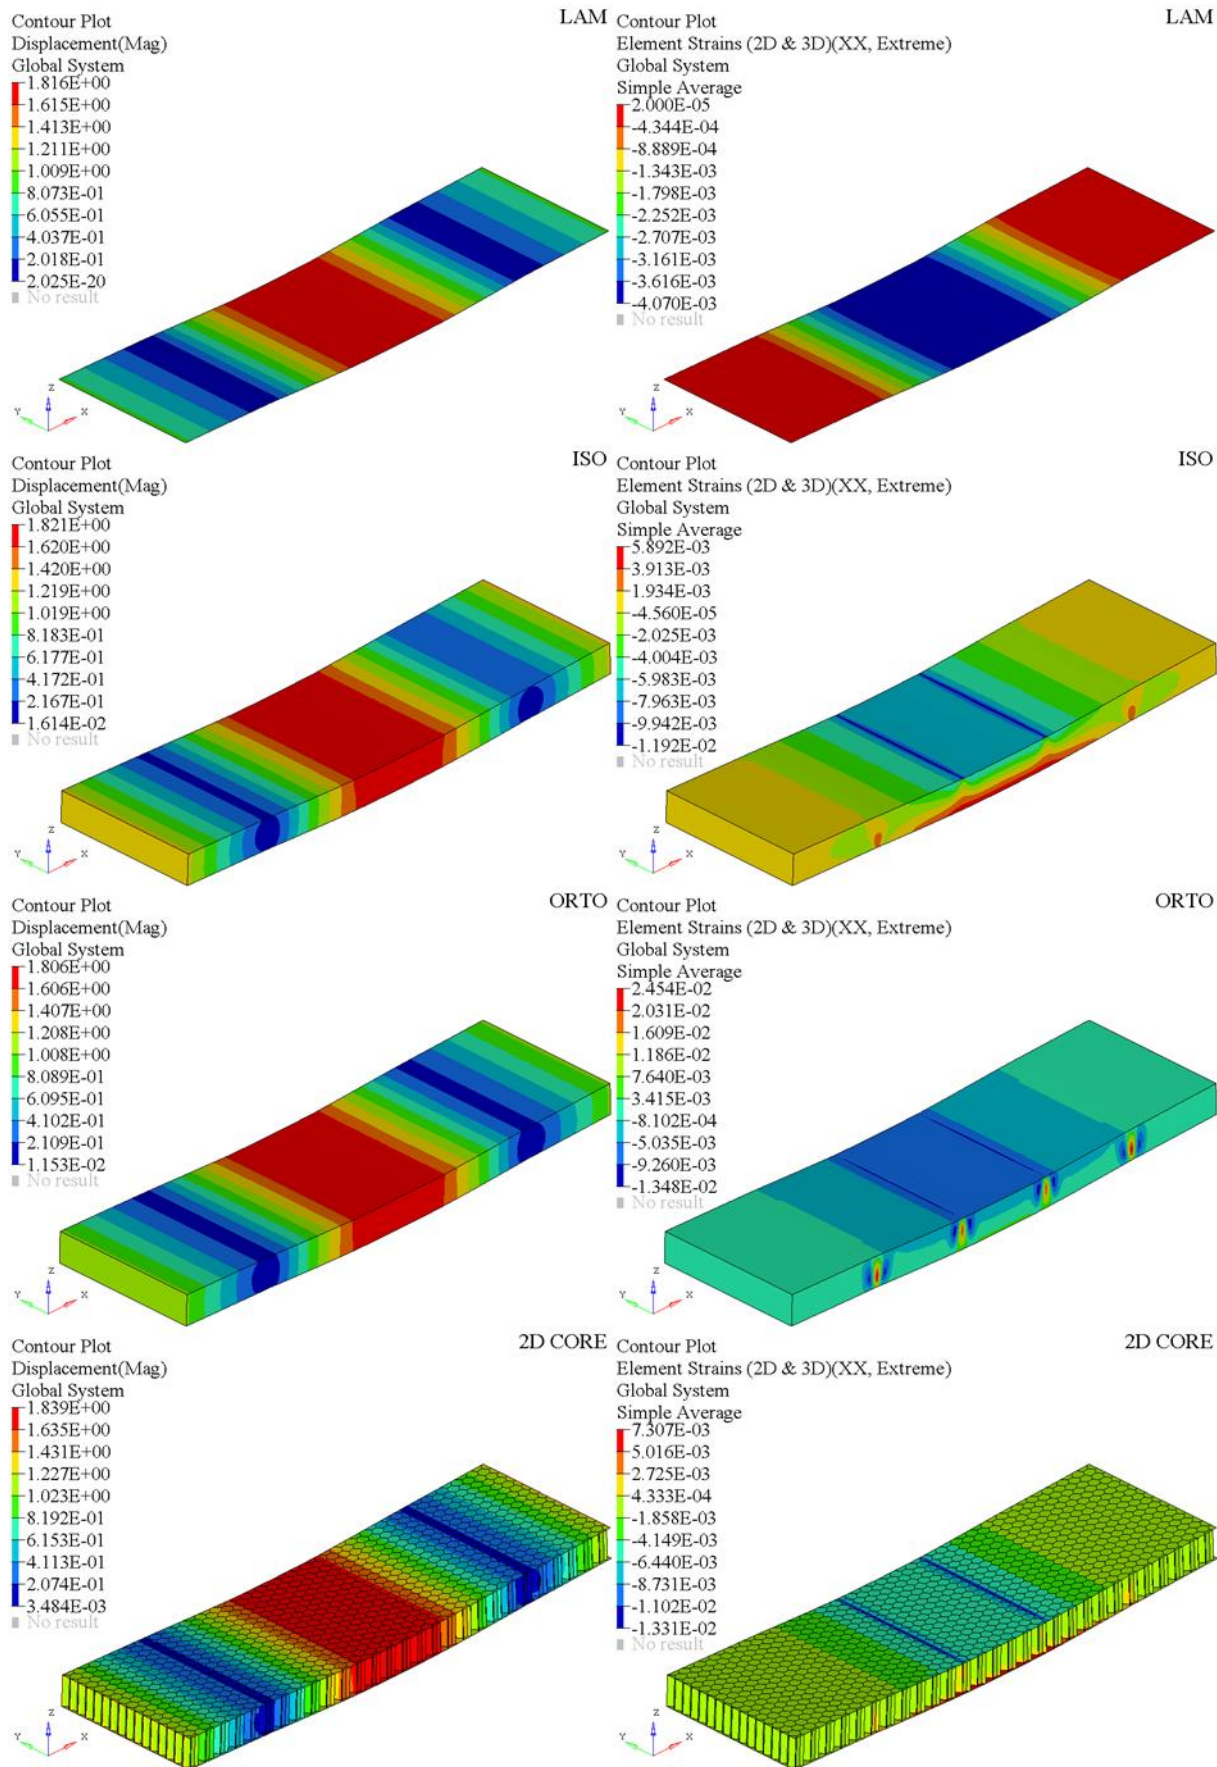 Contour Plot
Displacement(Mag)
Global System
LAM
1.816E+00
1.615E+00
1.413E+00
1.211E+00
1.009E+00
8.073E-01
6.055E-01
4.037E-01
2.018E-01
2.025E-20
No result
Z
Y
X
Contour Plot
Element Strains (2D & 3D)(XX, Extreme)
Global System
Simple Average
LAM
2.000E-05
-4.344E-04
-8.889E-04
-1.343E-03
-1.798E-03
-2.252E-03
-2.707E-03
-3.161E-03
-3.616E-03
-4.070E-03
No result
Z
Y
X
Contour Plot
Displacement(Mag)
Global System
ISO
1.821E+00
1.620E+00
1.420E+00
1.219E+00
1.019E+00
8.183E-01
6.177E-01
4.172E-01
2.167E-01
1.614E-02
No result
Z
Y
X
Contour Plot
Element Strains (2D & 3D)(XX, Extreme)
Global System
Simple Average
ISO
5.892E-03
3.913E-03
1.934E-03
-4.560E-05
-2.025E-03
-4.004E-03
-5.983E-03
-7.963E-03
-9.942E-03
-1.192E-02
No result
Z
Y
X
Contour Plot
Displacement(Mag)
Global System
ORTO
1.806E+00
1.606E+00
1.407E+00
1.208E+00
1.008E+00
8.089E-01
6.095E-01
4.102E-01
2.109E-01
1.153E-02
No result
Z
Y
X
Contour Plot
Element Strains (2D & 3D)(XX, Extreme)
Global System
Simple Average
ORTO
2.454E-02
2.031E-02
1.609E-02
1.186E-02
7.640E-03
3.415E-03
-8.102E-04
-5.035E-03
-9.260E-03
-1.348E-02
No result
Z
Y
X
Contour Plot
Displacement(Mag)
Global System
2D CORE
1.839E+00
1.635E+00
1.431E+00
1.227E+00
1.023E+00
8.192E-01
6.153E-01
4.113E-01
2.074E-01
3.484E-03
No result
Z
Y
X
Contour Plot
Element Strains (2D & 3D)(XX, Extreme)
Global System
Simple Average
2D CORE
7.307E-03
5.016E-03
2.725E-03
4.333E-04
-1.858E-03
-4.149E-03
-6.440E-03
-8.731E-03
-1.102E-02
-1.331E-02
No result
Z
Y
X